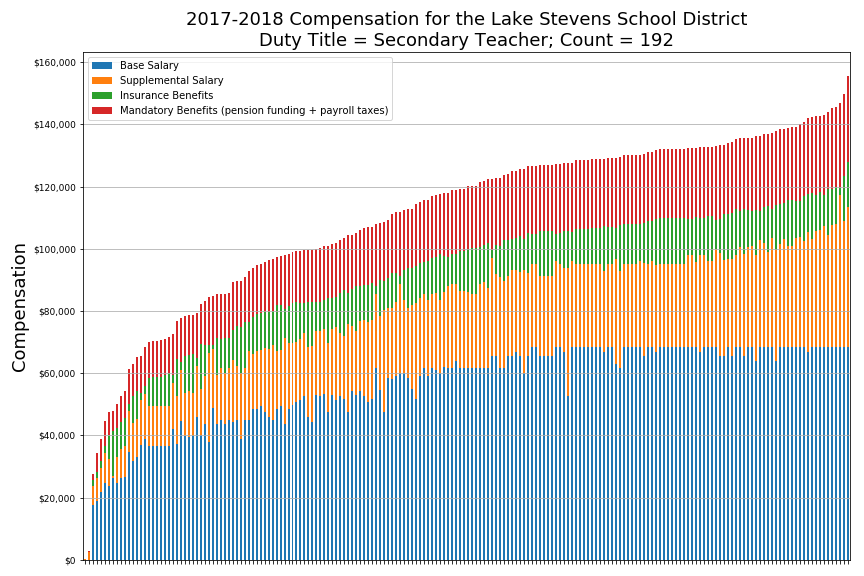 2017-2018 Compensation for the Lake Stevens School District
Duty Title = Secondary Teacher; Count = 192
Base Salary
Supplemental Salary
Insurance Benefits
Mandatory Benefits (pension funding + payroll taxes)
Compensation
$160,000
$140,000
$120,000
$100,000
$80,000
$60,000
$40,000
$20,000
$0